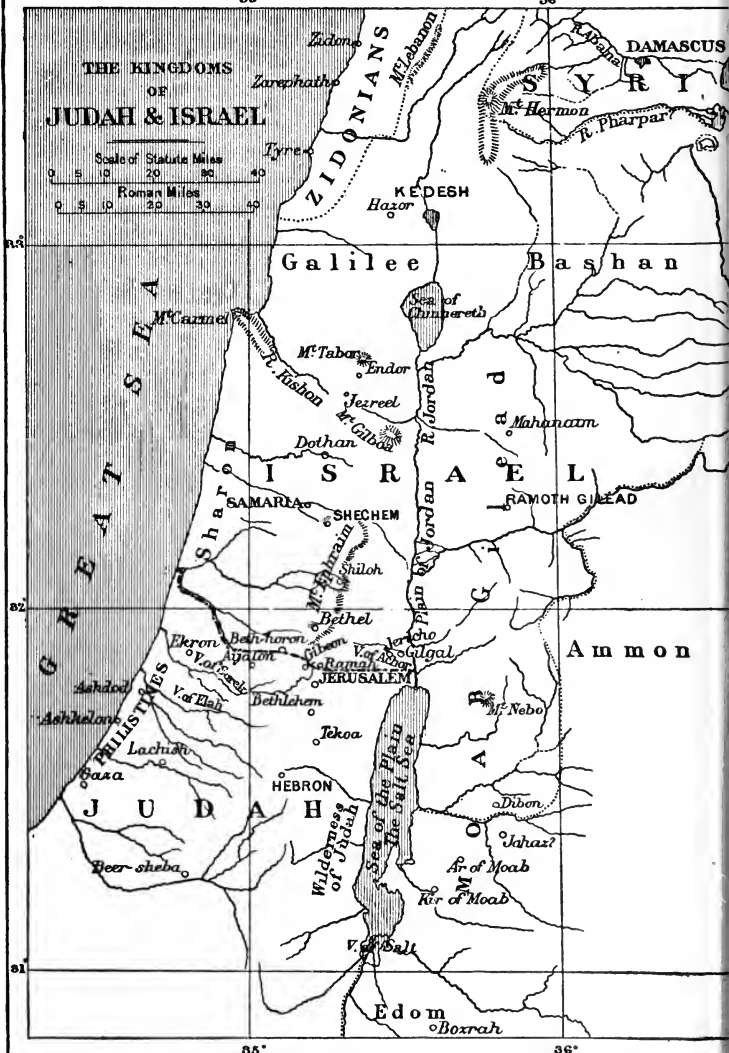 THE KINGDOMS
OF
JUDAH & ISRAEL
Scale of Statute Miles
0 10 20 30 40
Roman Miles
0 5 10 20 30 40
Zidon
Zarephath
Tyre
ZIDONIANS
Mt. Lebanon
R. Abana
DAMASCUS
SYRI
Mt. Hermon
R. Pharpar
KEDESH
Hazor
33°
Galilee
Bashan
Sea of
Chinnereth
GREAT SEA
Mt. Carmel
R. Kishon
Mt. Tabor
Endor
Jezreel
Mt. Gilboa
R. Jordan
R. Jordan
Mahanaim
Dothan
ISRAEL
Gilead
Sharon
SAMARIA
SHECHEM
RAMOTH GILEAD
Plain of Jordan
Mt. Ephraim
Shiloh
32°
Bethel
Ekron
Beth-horon
Gibeon
Jericho
Ammon
V. of Sorek
Ajalon
Ramah
V. of Achor
Gilgal
JERUSALEM
Ashdod
V. of Elah
Bethlehem
Mt. Nebo
Ashkelon
PHILISTINES
Tekoa
Lachish
Gaza
HEBRON
JUDAH
Wilderness
of Judah
Sea of the Plain
The Salt Sea
MOAB
Dibon
Jahaz?
Beer-sheba
Ar of Moab
Kir of Moab
V. of Salt
31°
Edom
Bozrah
35°
36°